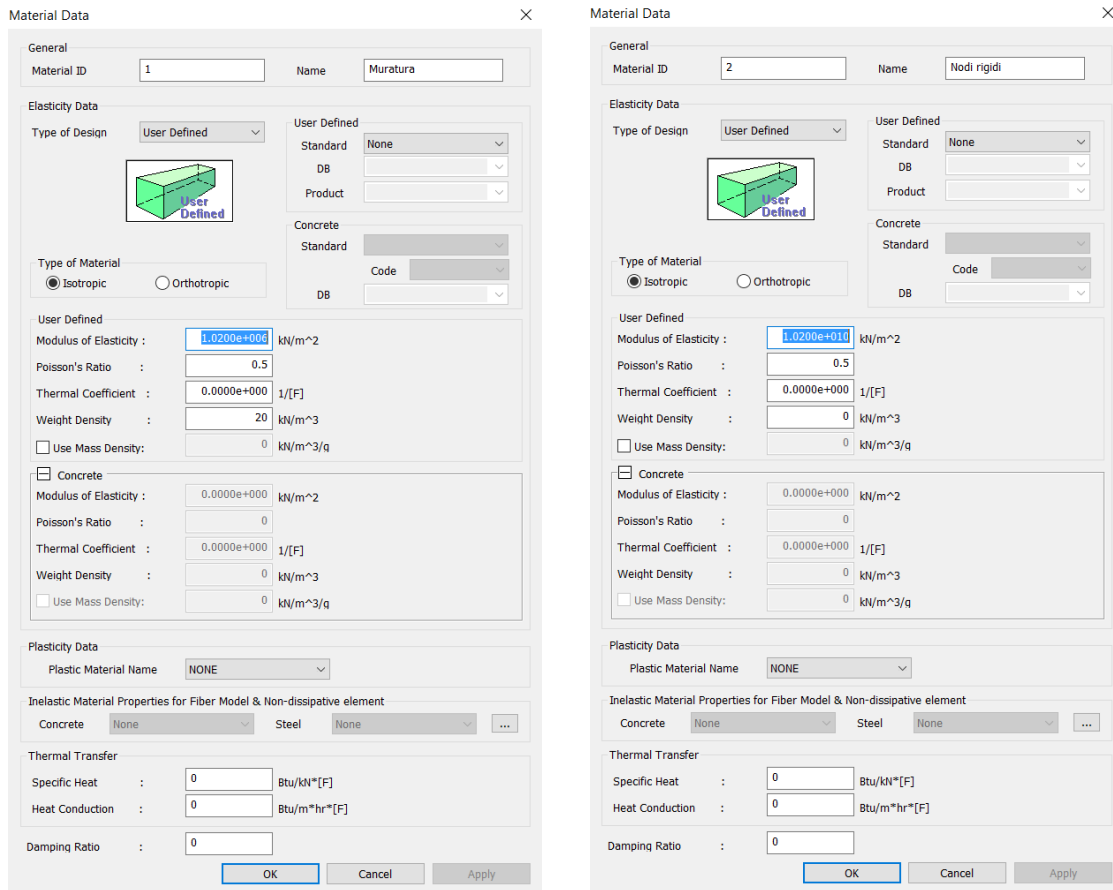 Material Data
General
Material ID 1 Name Muratura
Elasticity Data
Type of Design User Defined
User Defined
Standard None
DB
Product
User
Defined
Concrete
Standard
Code
DB
Type of Material
Isotropic Orthotropic
User Defined
Modulus of Elasticity : 1.0200e+006 kN/m^2
Poisson's Ratio : 0.5
Thermal Coefficient : 0.0000e+000 1/[F]
Weight Density : 20 kN/m^3
Use Mass Density: 0 kN/m^3/g
Concrete
Modulus of Elasticity : 0.0000e+000 kN/m^2
Poisson's Ratio : 0
Thermal Coefficient : 0.0000e+000 1/[F]
Weight Density : 0 kN/m^3
Use Mass Density: 0 kN/m^3/g
Plasticity Data
Plastic Material Name NONE
Inelastic Material Properties for Fiber Model & Non-dissipative element
Concrete None Steel None ...
Thermal Transfer
Specific Heat : 0 Btu/kN*[F]
Heat Conduction : 0 Btu/m*hr*[F]
Damping Ratio : 0
OK Cancel Apply
Material Data
General
Material ID 2 Name Nodi rigidi
Elasticity Data
Type of Design User Defined
User Defined
Standard None
DB
Product
User
Defined
Concrete
Standard
Code
DB
Type of Material
Isotropic Orthotropic
User Defined
Modulus of Elasticity : 1.0200e+010 kN/m^2
Poisson's Ratio : 0.5
Thermal Coefficient : 0.0000e+000 1/[F]
Weight Density : 0 kN/m^3
Use Mass Density: 0 kN/m^3/g
Concrete
Modulus of Elasticity : 0.0000e+000 kN/m^2
Poisson's Ratio : 0
Thermal Coefficient : 0.0000e+000 1/[F]
Weight Density : 0 kN/m^3
Use Mass Density: 0 kN/m^3/g
Plasticity Data
Plastic Material Name NONE
Inelastic Material Properties for Fiber Model & Non-dissipative element
Concrete None Steel None ...
Thermal Transfer
Specific Heat : 0 Btu/kN*[F]
Heat Conduction : 0 Btu/m*hr*[F]
Damping Ratio : 0
OK Cancel Apply